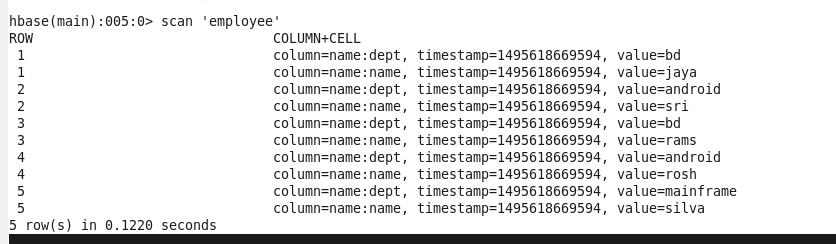 hbase(main):005:0> scan 'employee'
ROW COLUMN+CELL
1 column=name:dept, timestamp=1495618669594, value=bd
1 column=name:name, timestamp=1495618669594, value=jaya
2 column=name:dept, timestamp=1495618669594, value=android
2 column=name:name, timestamp=1495618669594, value=sri
3 column=name:dept, timestamp=1495618669594, value=bd
3 column=name:name, timestamp=1495618669594, value=rams
4 column=name:dept, timestamp=1495618669594, value=android
4 column=name:name, timestamp=1495618669594, value=rosh
5 column=name:dept, timestamp=1495618669594, value=mainframe
5 column=name:name, timestamp=1495618669594, value=silva
5 row(s) in 0.1220 seconds